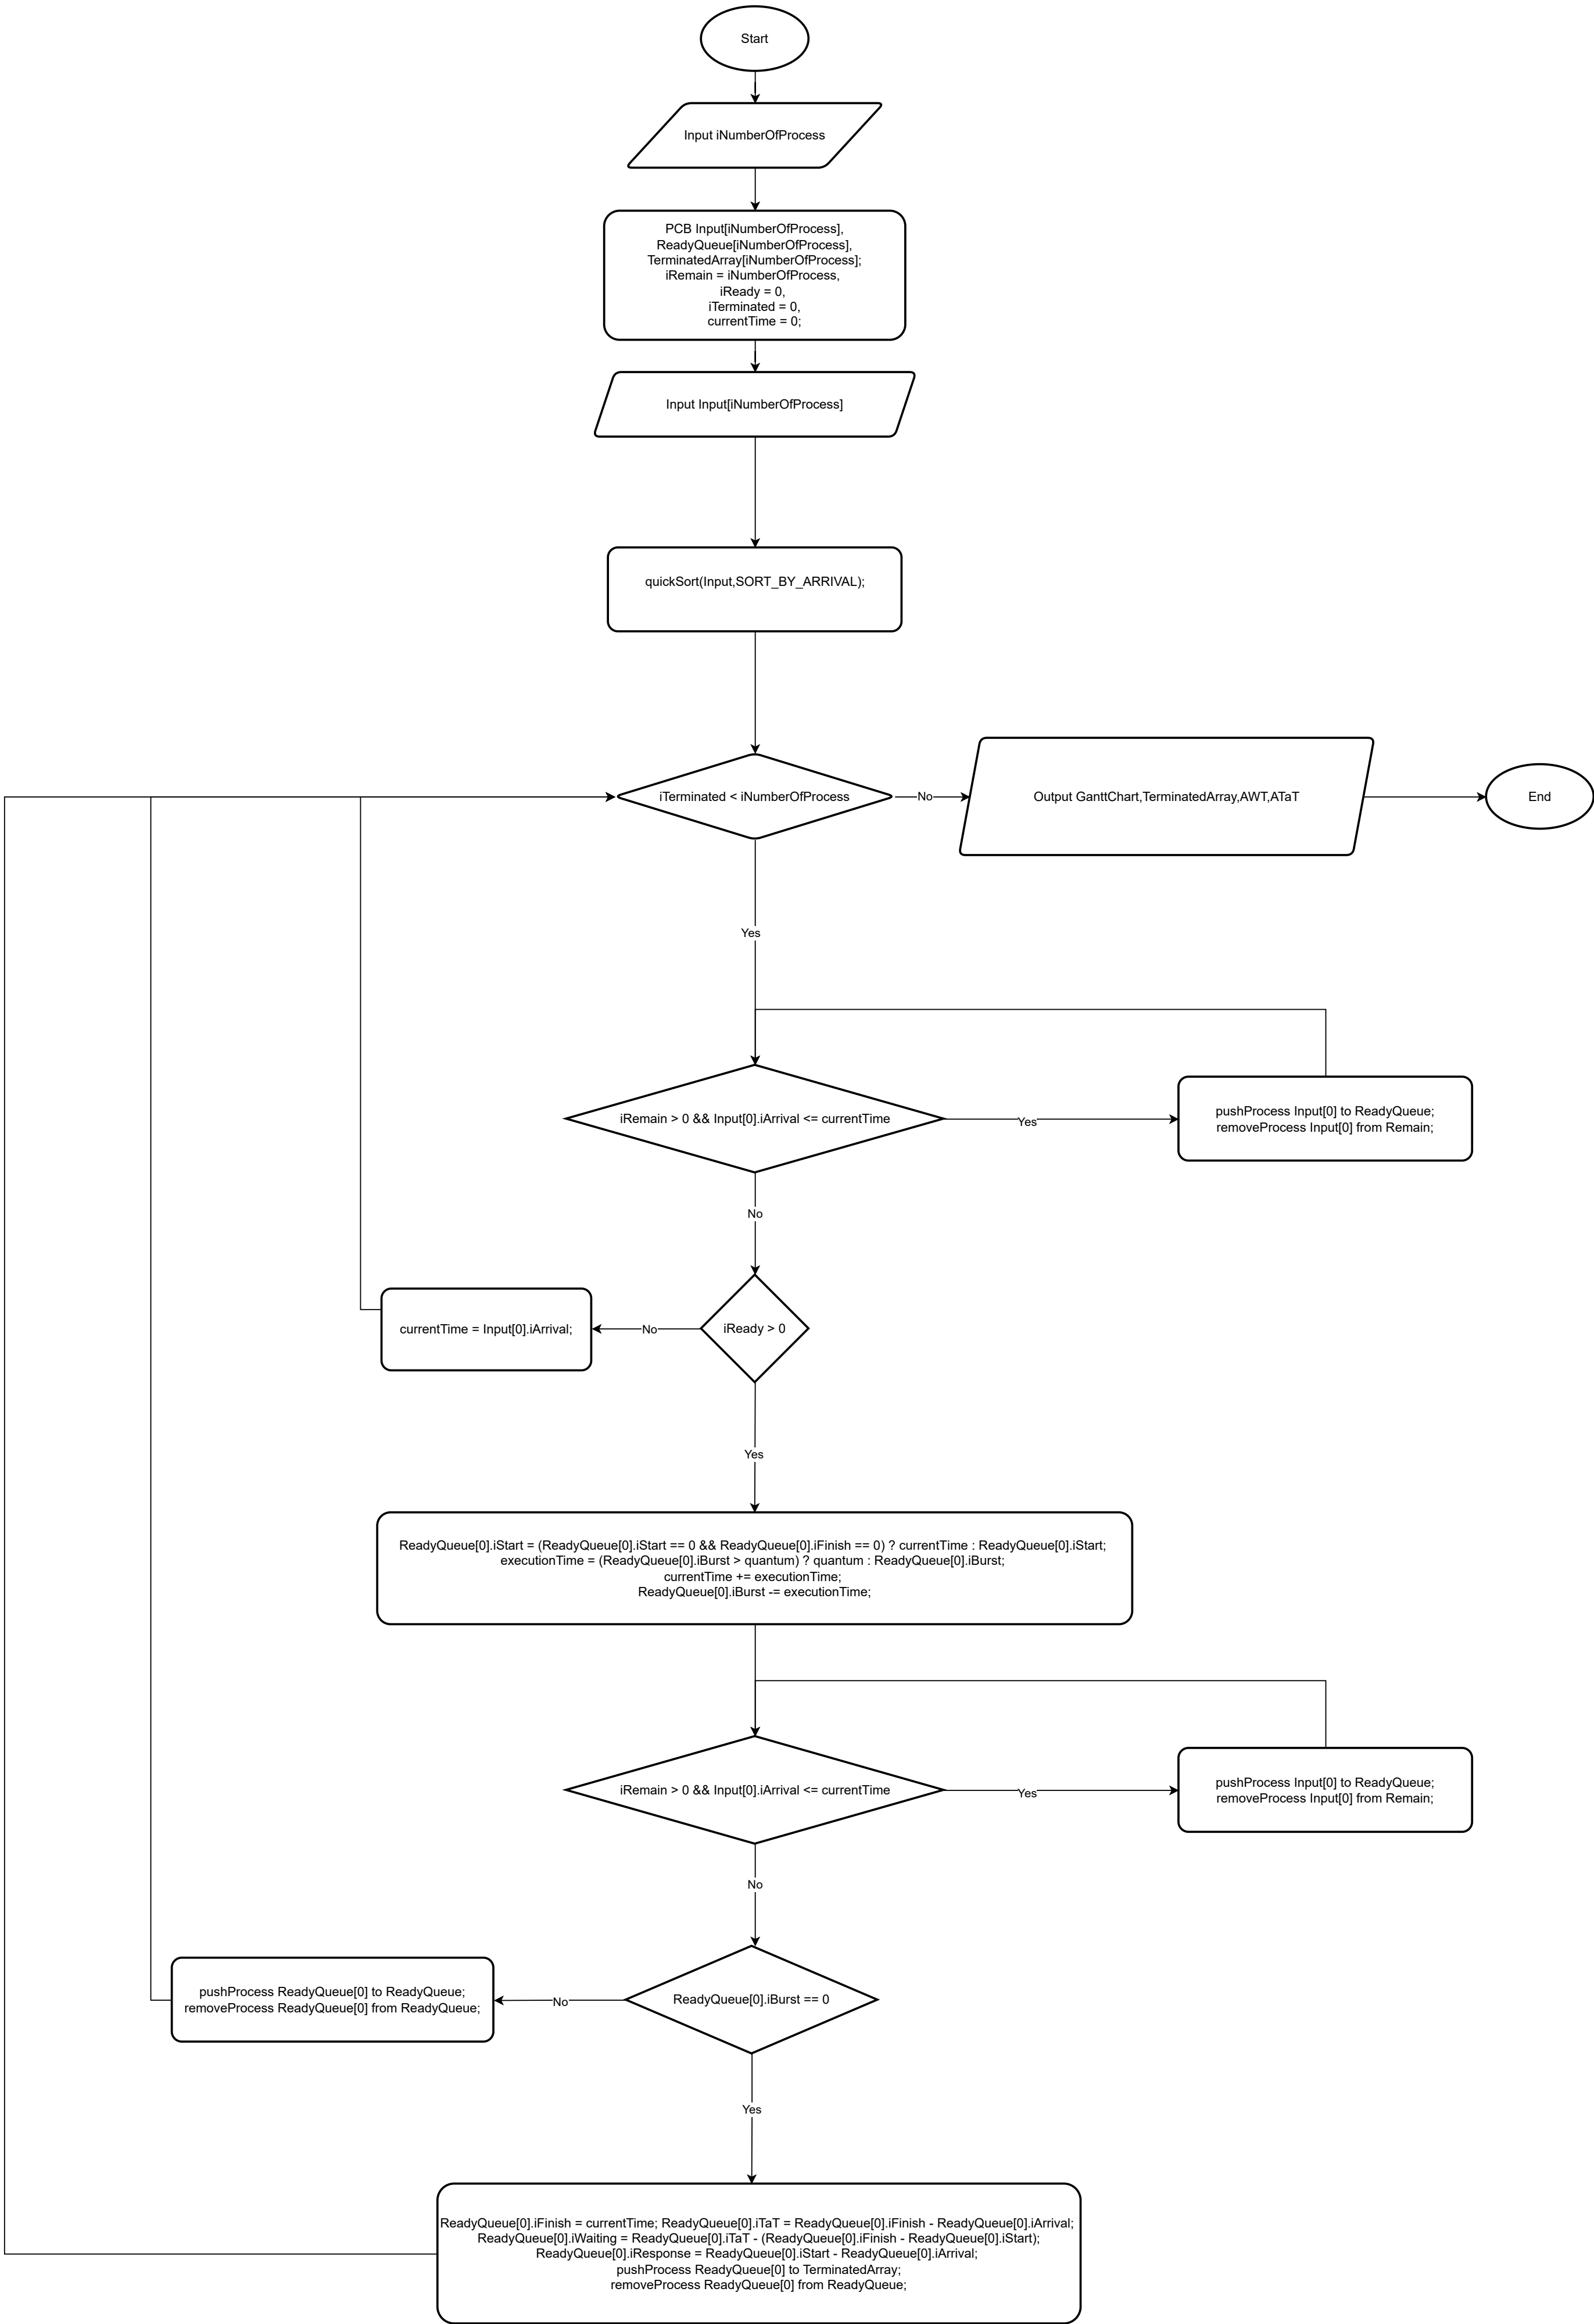 Start
Input iNumberOfProcess
PCB Input[iNumberOfProcess],
ReadyQueue[iNumberOfProcess],
TerminatedArray[iNumberOfProcess];
iRemain = iNumberOfProcess,
iReady = 0,
iTerminated = 0,
currentTime = 0;
Input Input[iNumberOfProcess]
quickSort(Input,SORT_BY_ARRIVAL);
iTerminated < iNumberOfProcess
No
Output GanttChart,TerminatedArray,AWT,ATaT
End
Yes
iRemain > 0 && Input[0].iArrival <= currentTime
Yes
pushProcess Input[0] to ReadyQueue;
removeProcess Input[0] from Remain;
No
iReady > 0
No
currentTime = Input[0].iArrival;
Yes
ReadyQueue[0].iStart = (ReadyQueue[0].iStart == 0 && ReadyQueue[0].iFinish == 0) ? currentTime : ReadyQueue[0].iStart;
executionTime = (ReadyQueue[0].iBurst > quantum) ? quantum : ReadyQueue[0].iBurst;
currentTime += executionTime;
ReadyQueue[0].iBurst -= executionTime;
iRemain > 0 && Input[0].iArrival <= currentTime
Yes
pushProcess Input[0] to ReadyQueue;
removeProcess Input[0] from Remain;
No
ReadyQueue[0].iBurst == 0
No
pushProcess ReadyQueue[0] to ReadyQueue;
removeProcess ReadyQueue[0] from ReadyQueue;
Yes
ReadyQueue[0].iFinish = currentTime; ReadyQueue[0].iTaT = ReadyQueue[0].iFinish - ReadyQueue[0].iArrival;
ReadyQueue[0].iWaiting = ReadyQueue[0].iTaT - (ReadyQueue[0].iFinish - ReadyQueue[0].iStart);
ReadyQueue[0].iResponse = ReadyQueue[0].iStart - ReadyQueue[0].iArrival;
pushProcess ReadyQueue[0] to TerminatedArray;
removeProcess ReadyQueue[0] from ReadyQueue;